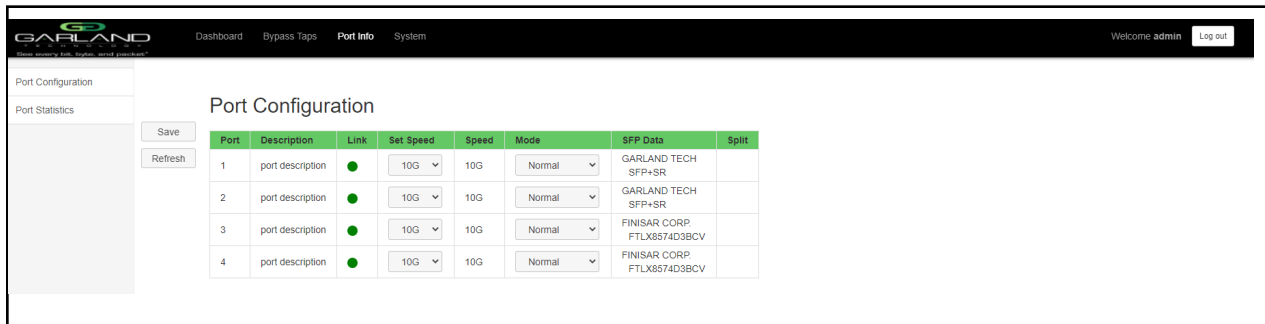 GARLAND
TECHNOLOGY
See every bit, byte, and packet®
Dashboard Bypass Taps Port Info System
Welcome admin Log out
Port Configuration
Port Statistics
Save
Refresh
Port Configuration
Port Description Link Set Speed Speed Mode SFP Data Split
1 port description 10G 10G Normal GARLAND TECH
SFP+SR
2 port description 10G 10G Normal GARLAND TECH
SFP+SR
3 port description 10G 10G Normal FINISAR CORP.
FTLX8574D3BCV
4 port description 10G 10G Normal FINISAR CORP.
FTLX8574D3BCV